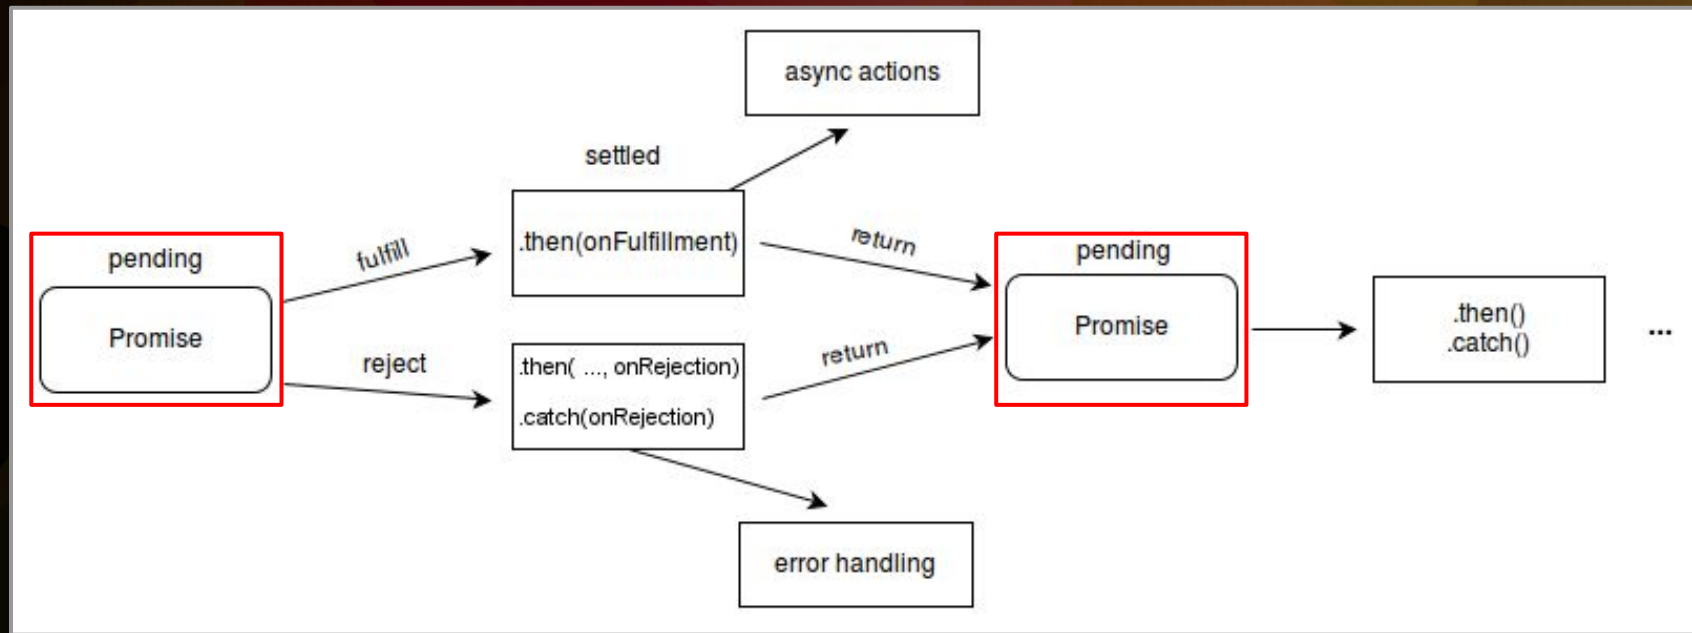 async actions
settled
pending
fulfill
.then(onFulfillment)
return
pending
Promise
reject
.then( ..., onRejection)
.catch(onRejection)
return
Promise
.then()
.catch()
...
error handling